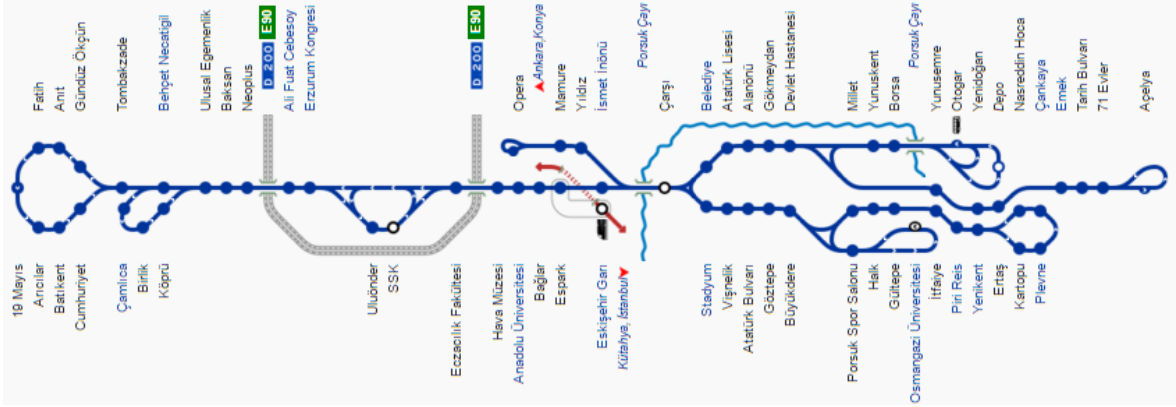 Fatih
Anıt
Gündüz Ökçün
Tombakzade
Behçet Necatigil
Ulusal Egemenlik
Baksan
Neoplus
D 200 E90
Ali Fuat Cebesoy
Erzurum Kongresi
D 200 E90
Opera
Ankara, Konya
Mamure
Yıldız
İsmet İnönü
Porsuk Çayı
Çarşı
Belediye
Atatürk Lisesi
Alanönü
Gökmeydan
Devlet Hastanesi
Millet
Yunuskent
Borsa
Porsuk Çayı
Yunusemre
Otogar
Yenidoğan
Depo
Nasreddin Hoca
Çankaya
Emek
Tarih Bulvarı
71 Evler
Açelya
19 Mayıs
Arıcılar
Batıkent
Cumhuriyet
Çamlıca
Birlik
Köprü
Uluönder
SSK
Eczacılık Fakültesi
Hava Müzesi
Anadolu Üniversitesi
Bağlar
Espark
Eskişehir Garı
Kütahya, İstanbul
Stadyum
Vişnelik
Atatürk Bulvarı
Göztepe
Büyükdere
Porsuk Spor Salonu
Halk
Gültepe
Osmangazi Üniversitesi
İtfaiye
Piri Reis
Yenikent
Ertaş
Kartopu
Plevne